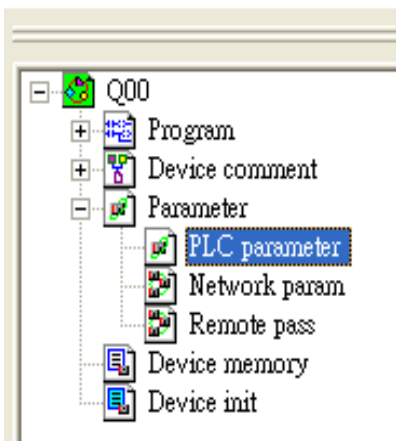 Q00
Program
Device comment
Parameter
PLC parameter
Network param
Remote pass
Device memory
Device init